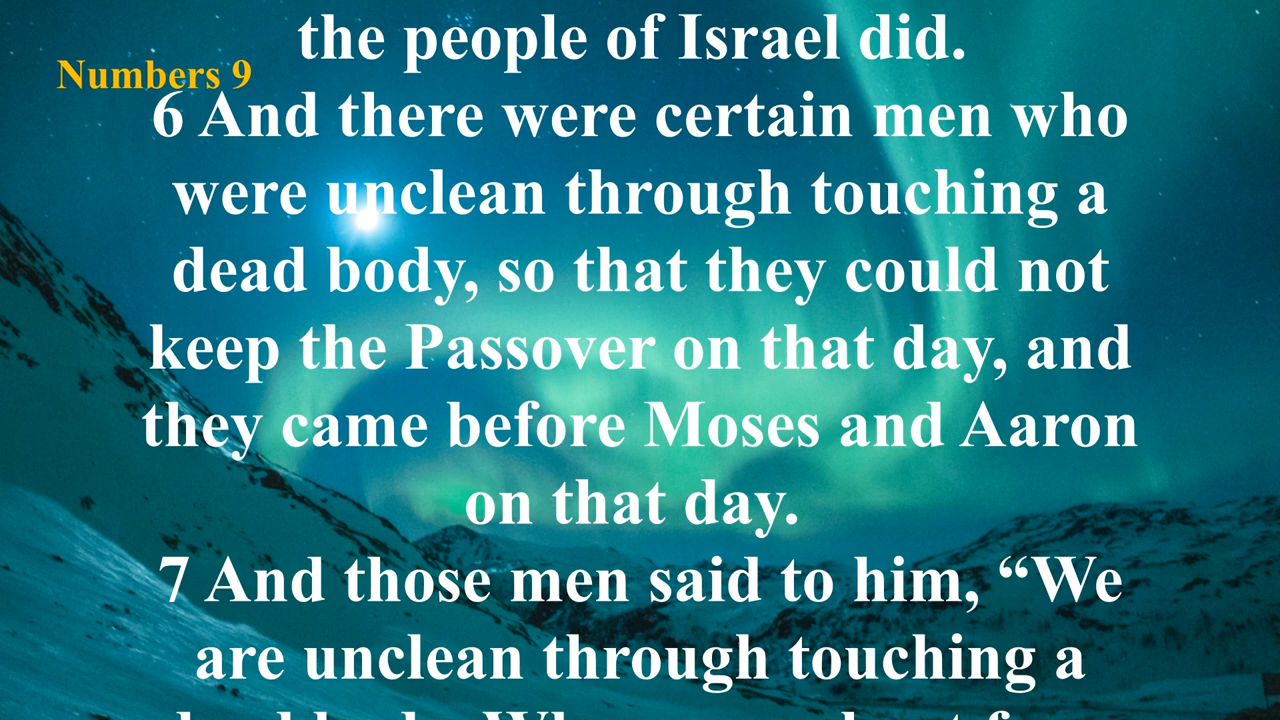 the people of Israel did.
Numbers 9
6 And there were certain men who
were unclean through touching a
dead body, so that they could not
keep the Passover on that day, and
they came before Moses and Aaron
on that day.
7 And those men said to him, “We
are unclean through touching a